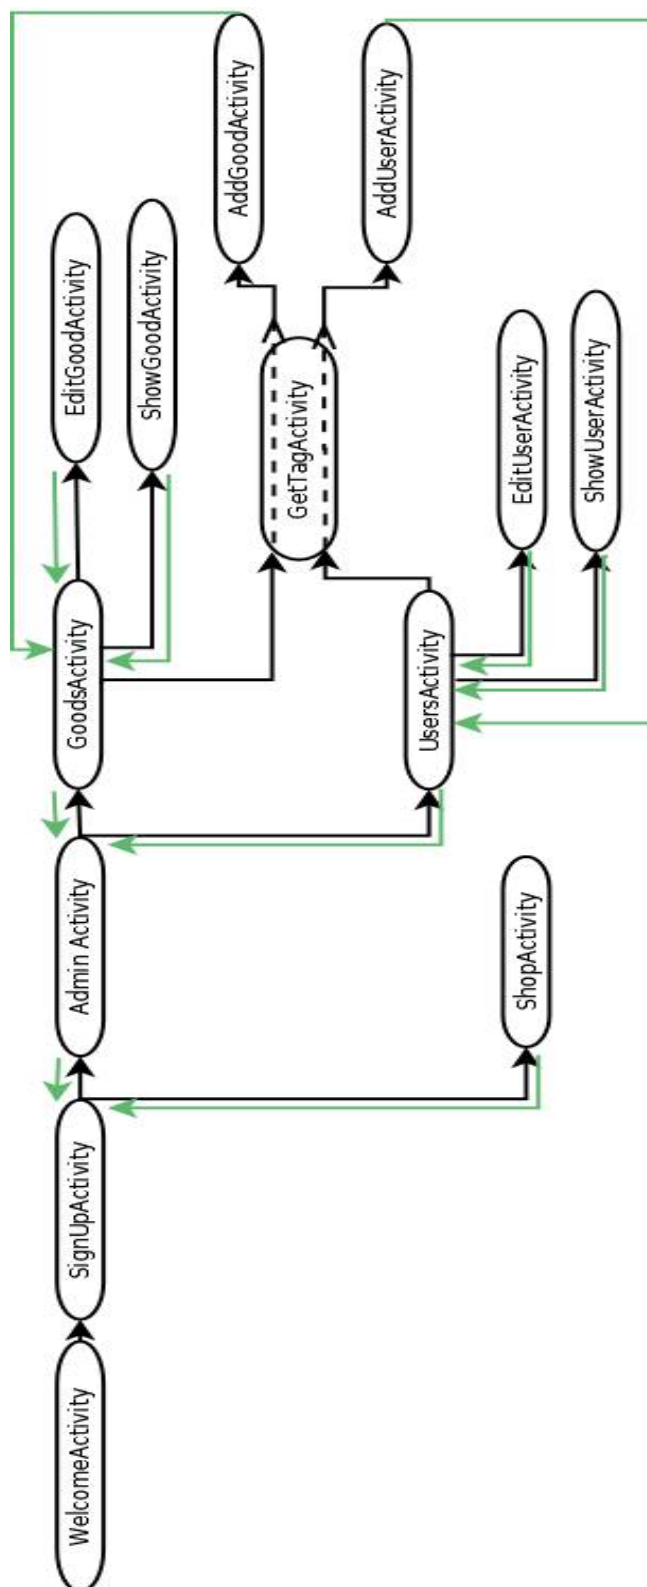 WelcomeActivity
SignUpActivity
Admin Activity
ShopActivity
GoodsActivity
UsersActivity
EditGoodActivity
ShowGoodActivity
GetTagActivity
EditUserActivity
ShowUserActivity
AddGoodActivity
AddUserActivity